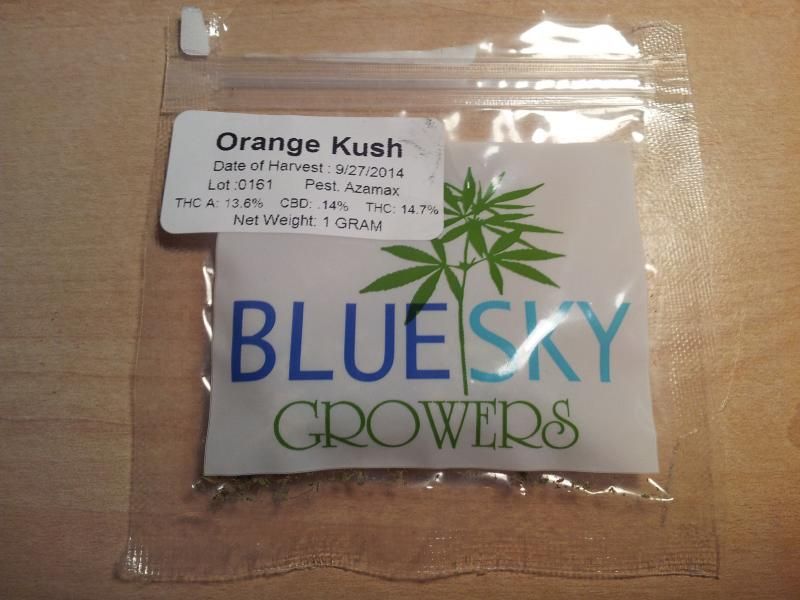 Orange Kush
Date of Harvest : 9/27/2014
Lot :0161 Pest. Azamax
THC A: 13.6% CBD: .14% THC: 14.7%
Net Weight: 1 GRAM
BLUE SKY
GROWERS